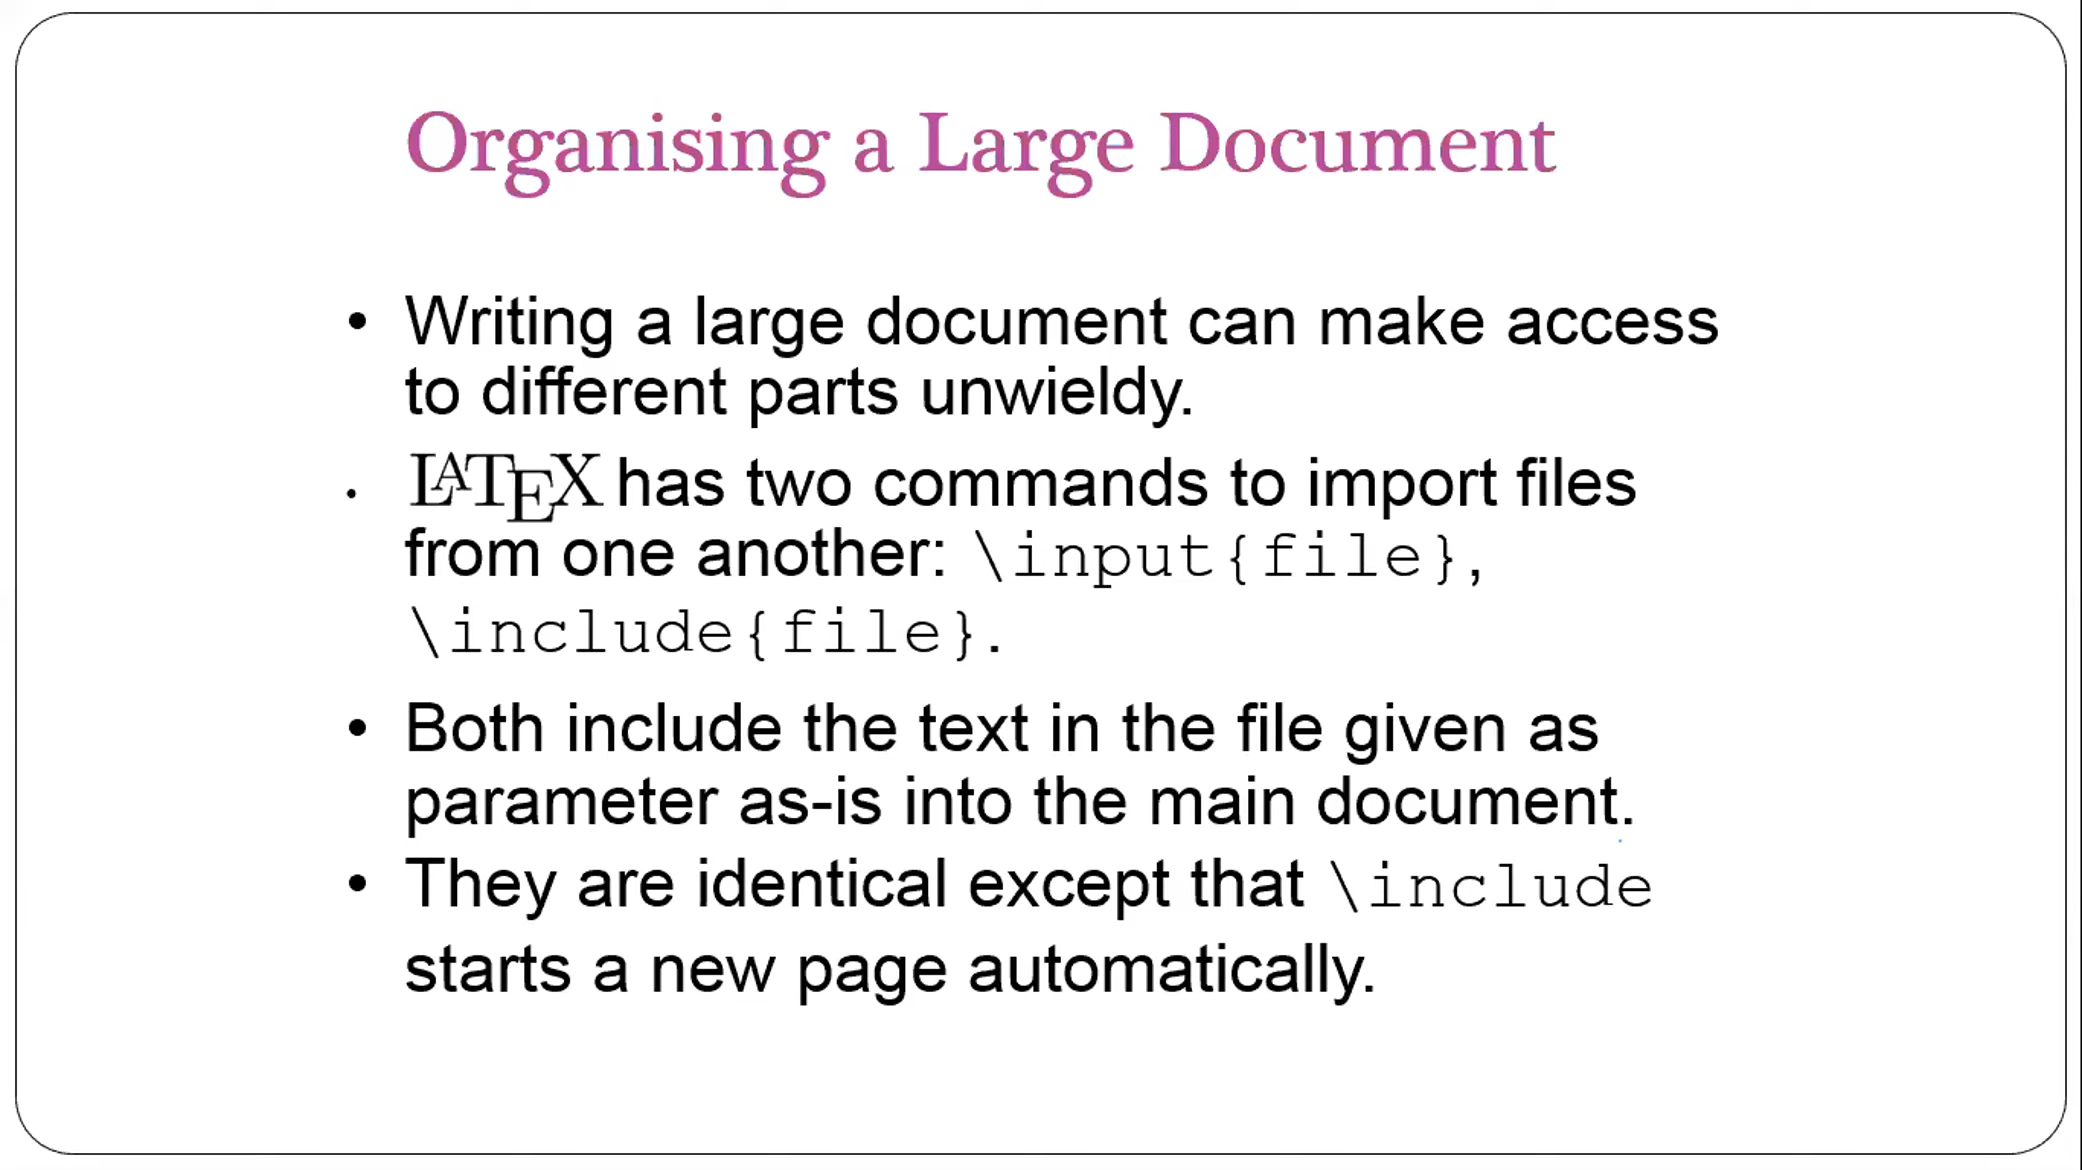 Organising a Large Document
• Writing a large document can make access
to different parts unwieldy.
• LATEX has two commands to import files
from one another: \input{file},
\include{file}.
• Both include the text in the file given as
parameter as-is into the main document.
• They are identical except that \include
starts a new page automatically.